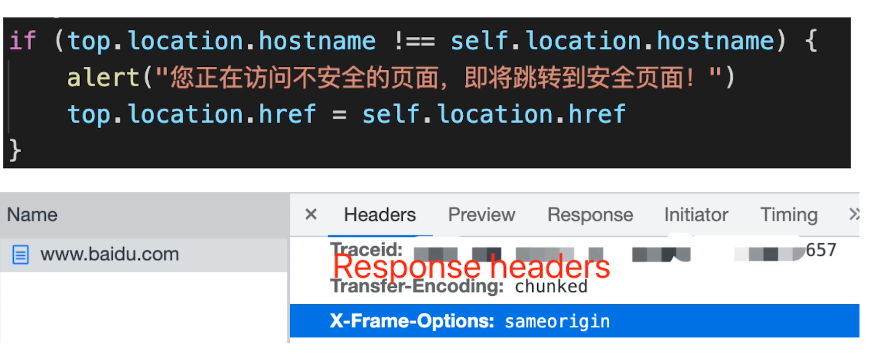 if (top.location.hostname !== self.location.hostname) {
alert("您正在访问不安全的页面，即将跳转到安全页面！")
top.location.href = self.location.href
}
Name
× Headers Preview Response Initiator Timing »
www.baidu.com
Traceid: 657
Response headers
Transfer-Encoding: chunked
X-Frame-Options: sameorigin